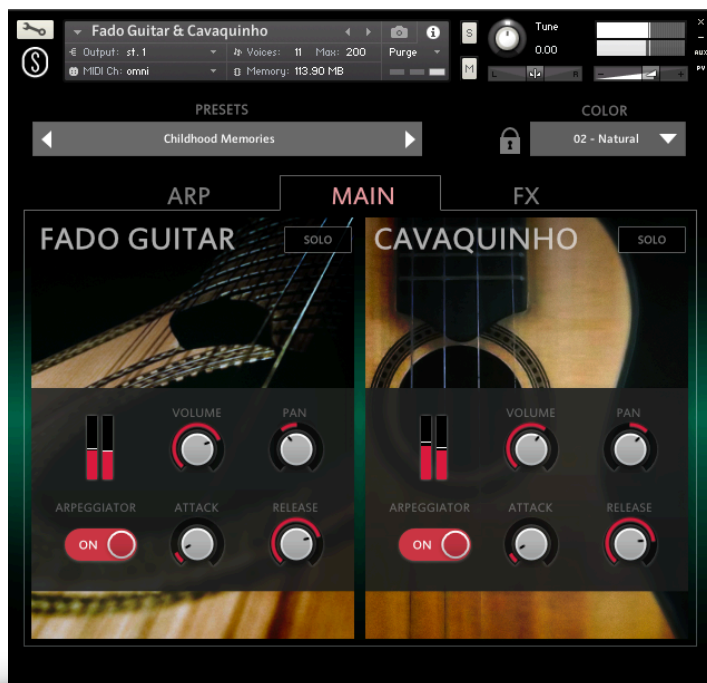 Fado Guitar & Cavaquinho
Output: st. 1 Voices: 11 Max: 200 Purge
MIDI Ch: omni Memory: 113.90 MB
S
M
Tune
0.00
L R
- +
×
–
AUX
PV
PRESETS COLOR
Childhood Memories 02 - Natural
ARP MAIN FX
FADO GUITAR SOLO CAVAQUINHO SOLO
VOLUME PAN VOLUME PAN
ARPEGGIATOR ATTACK RELEASE ARPEGGIATOR ATTACK RELEASE
ON ON